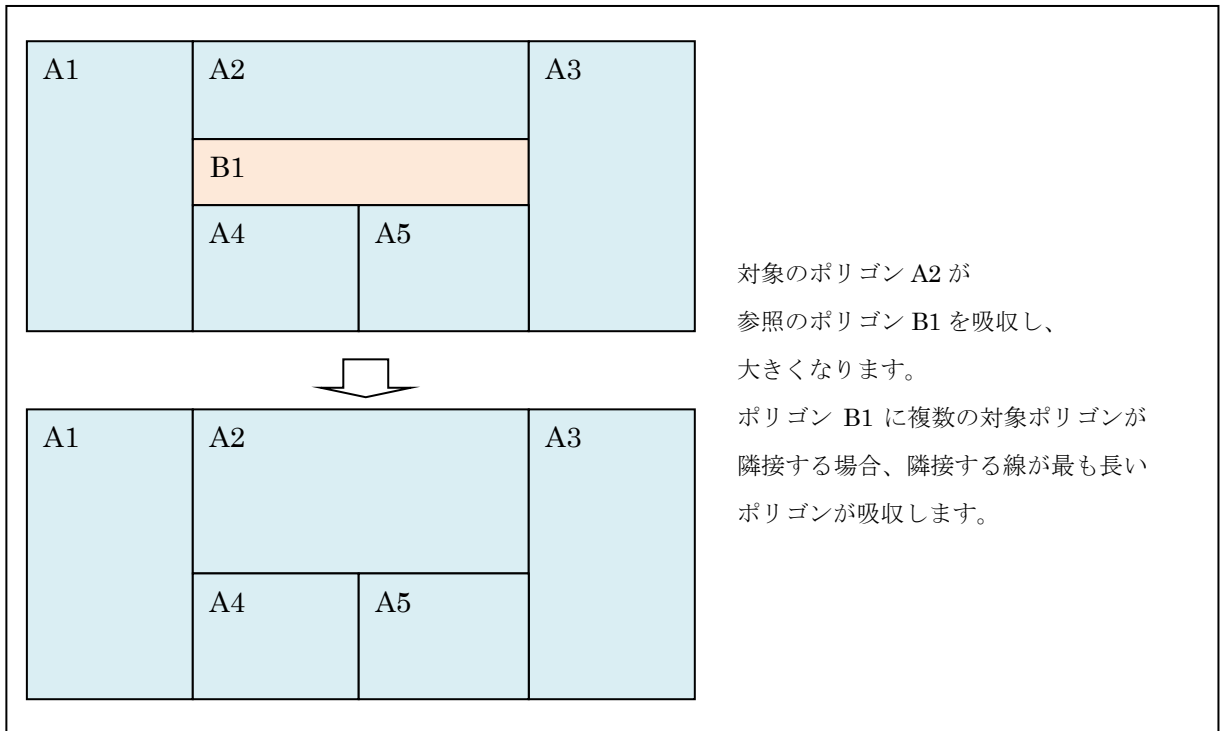 A1 A2 A3
B1
A4 A5
対象のポリゴン A2 が
参照のポリゴン B1 を吸収し、
大きくなります。
ポリゴン B1 に複数の対象ポリゴンが
隣接する場合、隣接する線が最も長い
ポリゴンが吸収します。
A1 A2 A3
A4 A5